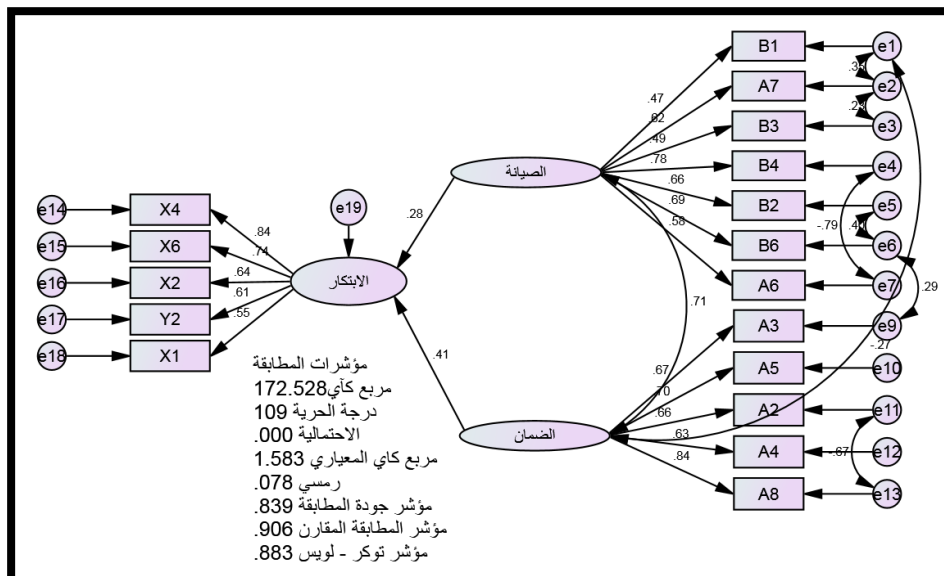 B1
e1
.35
A7
e2
.47
.62
.23
B3
e3
.49
.78
B4
e4
الصيانة
.66
B2
e5
e14
X4
e19
.69
-.79
.40
.28
.58
B6
e6
.84
e15
X6
.74
الابتكار
A6
e7
.29
e16
X2
.64
.71
.61
A3
e9
e17
Y2
.55
-.27
e18
X1
.41
.67
A5
e10
مؤشرات المطابقة
.70
مربع كآي172.528
.66
A2
e11
درجة الحرية 109
الضمان
.63
الاحتمالية 000.
A4
-.67
e12
مربع كاي المعياري 1.583
.84
رمسي 078.
A8
e13
مؤشر جودة المطابقة 839.
مؤشر المطابقة المقارن 906.
مؤشر توكر - لويس 883.